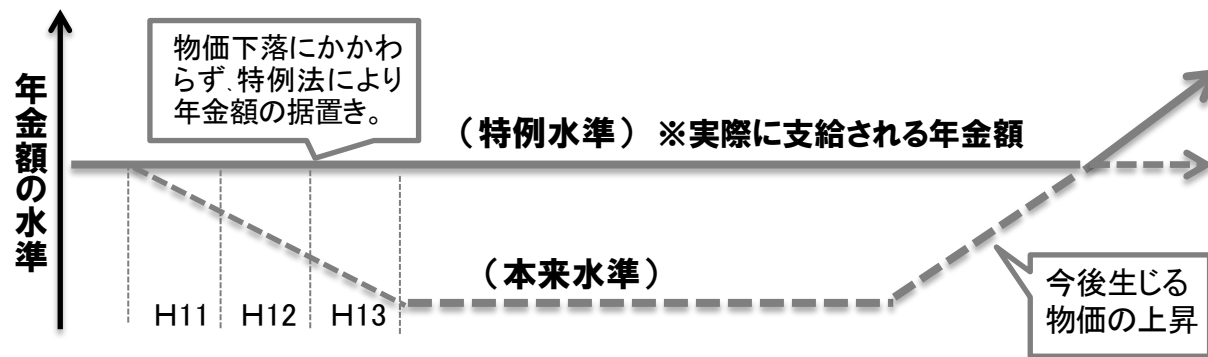 年金額の水準
物価下落にかかわ
らず、特例法により
年金額の据置き。
（特例水準）※実際に支給される年金額
（本来水準）
H11
H12
H13
今後生じる
物価の上昇